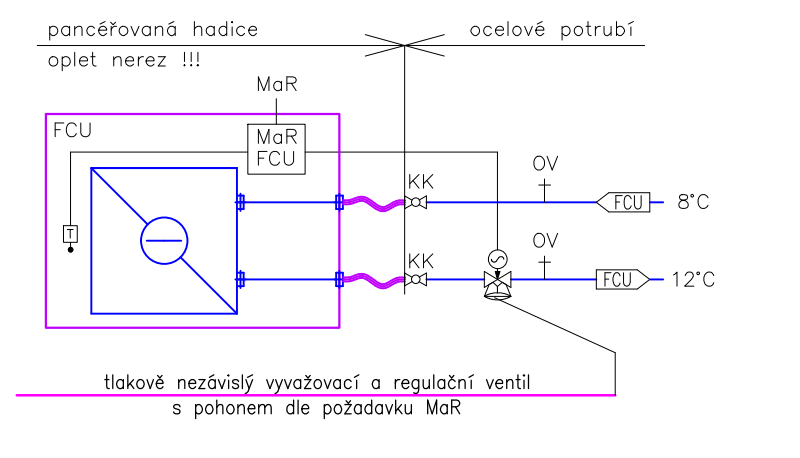 pancéřovaná hadice
ocelové potrubí
oplet nerez !!!
MaR
FCU
MaR
FCU
OV
KK
FCU
8°C
T
OV
KK
FCU
12°C
tlakově nezávislý vyvažovací a regulační ventil
s pohonem dle požadavku MaR